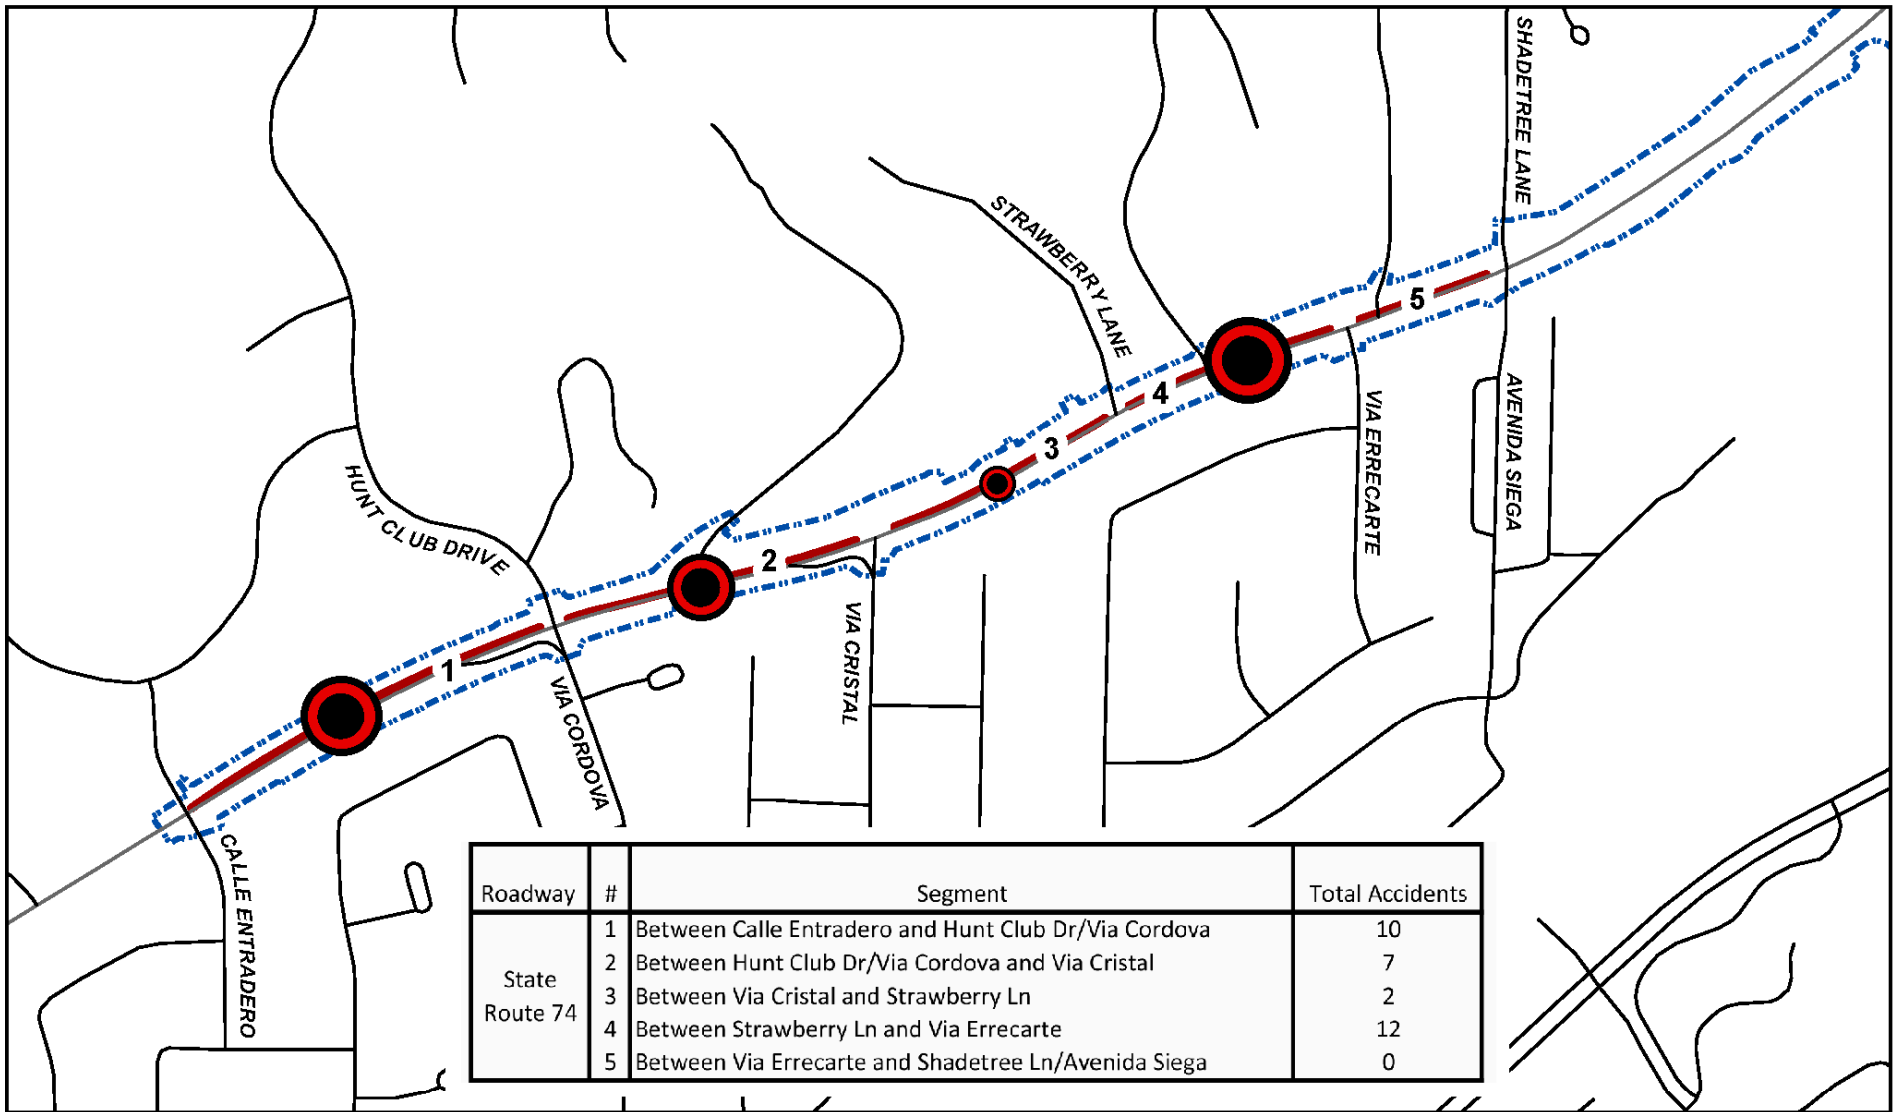 SHADETREE LANE
STRAWBERRY LANE
5
4
3
VIA ERRECARTE
AVENIDA SIEGA
HUNT CLUB DRIVE
2
1
VIA CRISTAL
VIA CORDOVA
CALLE ENTRADERO
Roadway # Segment Total Accidents
State Route 74
1 Between Calle Entradero and Hunt Club Dr/Via Cordova 10
2 Between Hunt Club Dr/Via Cordova and Via Cristal 7
3 Between Via Cristal and Strawberry Ln 2
4 Between Strawberry Ln and Via Errecarte 12
5 Between Via Errecarte and Shadetree Ln/Avenida Siega 0